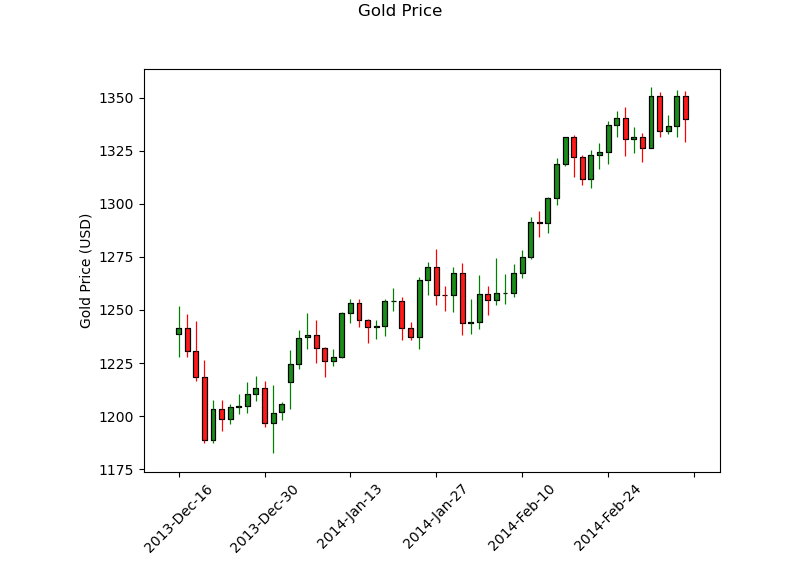 Gold Price
Gold Price (USD)
1350
1325
1300
1275
1250
1225
1200
1175
2013-Dec-16
2013-Dec-30
2014-Jan-13
2014-Jan-27
2014-Feb-10
2014-Feb-24